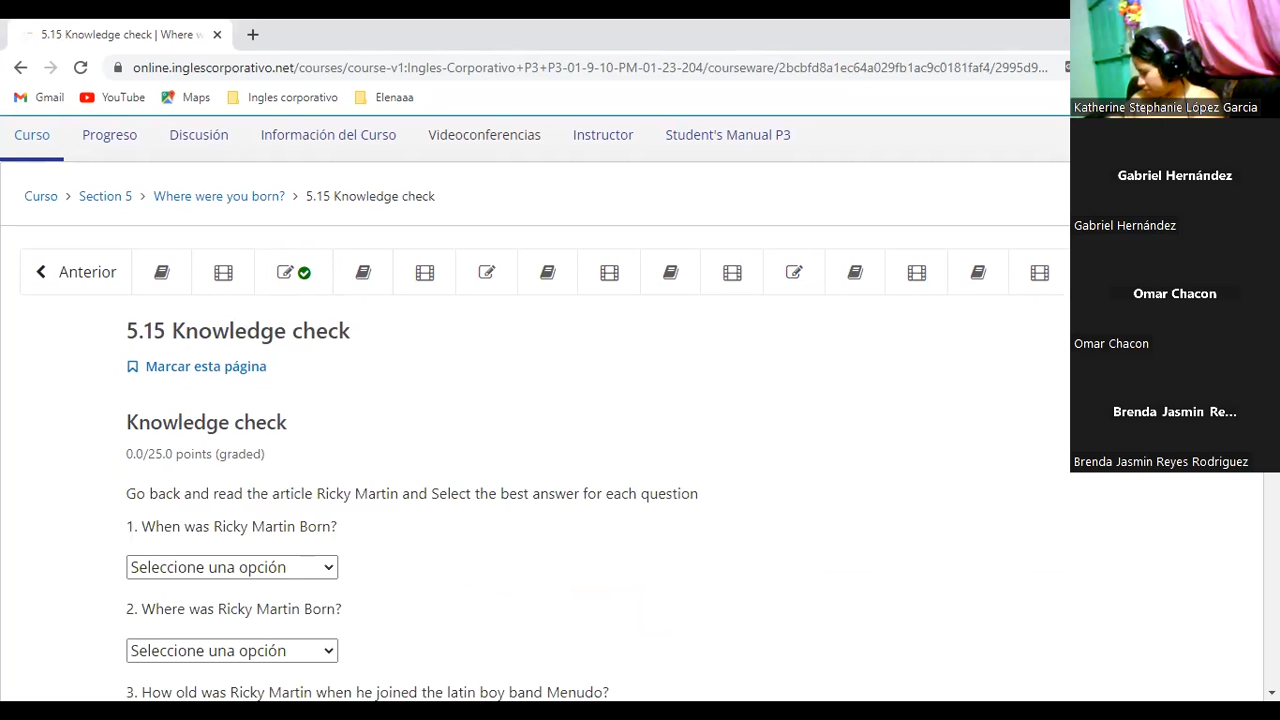 5.15 Knowledge check | Where w
online.inglescorporativo.net/courses/course-v1:Ingles-Corporativo+P3+P3-01-9-10-PM-01-23-204/courseware/2bcbfd8a1ec64a029fb1ac9c0181faf4/2995d9...
Gmail YouTube Maps Ingles corporativo Elenaaa
Curso Progreso Discusión Información del Curso Videoconferencias Instructor Student's Manual P3
Curso > Section 5 > Where were you born? > 5.15 Knowledge check
Anterior
5.15 Knowledge check
Marcar esta página
Knowledge check
0.0/25.0 points (graded)
Go back and read the article Ricky Martin and Select the best answer for each question
1. When was Ricky Martin Born?
Seleccione una opción
2. Where was Ricky Martin Born?
Seleccione una opción
3. How old was Ricky Martin when he joined the latin boy band Menudo?
Katherine Stephanie López Garcia
Gabriel Hernández
Gabriel Hernández
Omar Chacon
Omar Chacon
Brenda Jasmin Re...
Brenda Jasmin Reyes Rodriguez